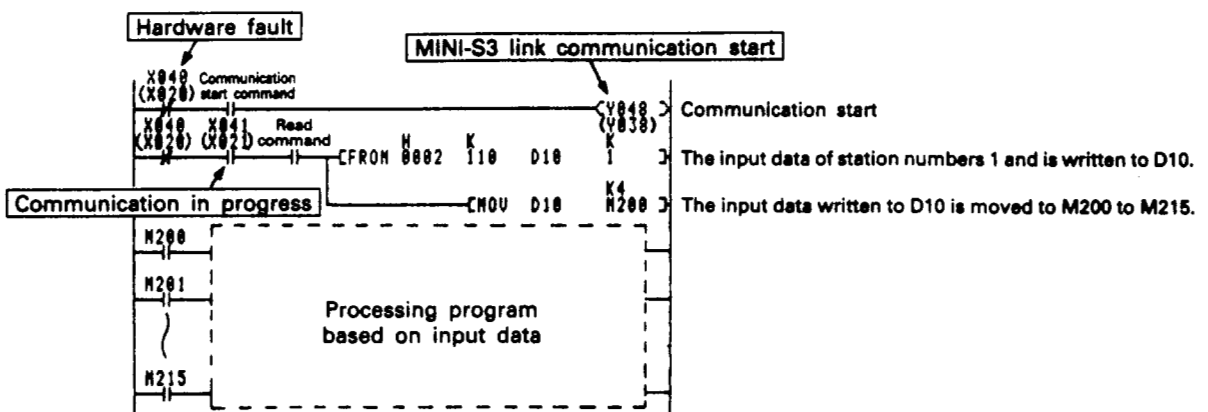 Hardware fault
MINI-S3 link communication start
X040 Communication
(X020) start command
Y048 Communication start
(Y038)
X040 X041 Read
(X020) (X021) command
H K K
FROM 0002 110 D10 1 The input data of station numbers 1 and is written to D10.
Communication in progress
K4
MOV D10 M200 The input data written to D10 is moved to M200 to M215.
M200
M201
Processing program
based on input data
M215